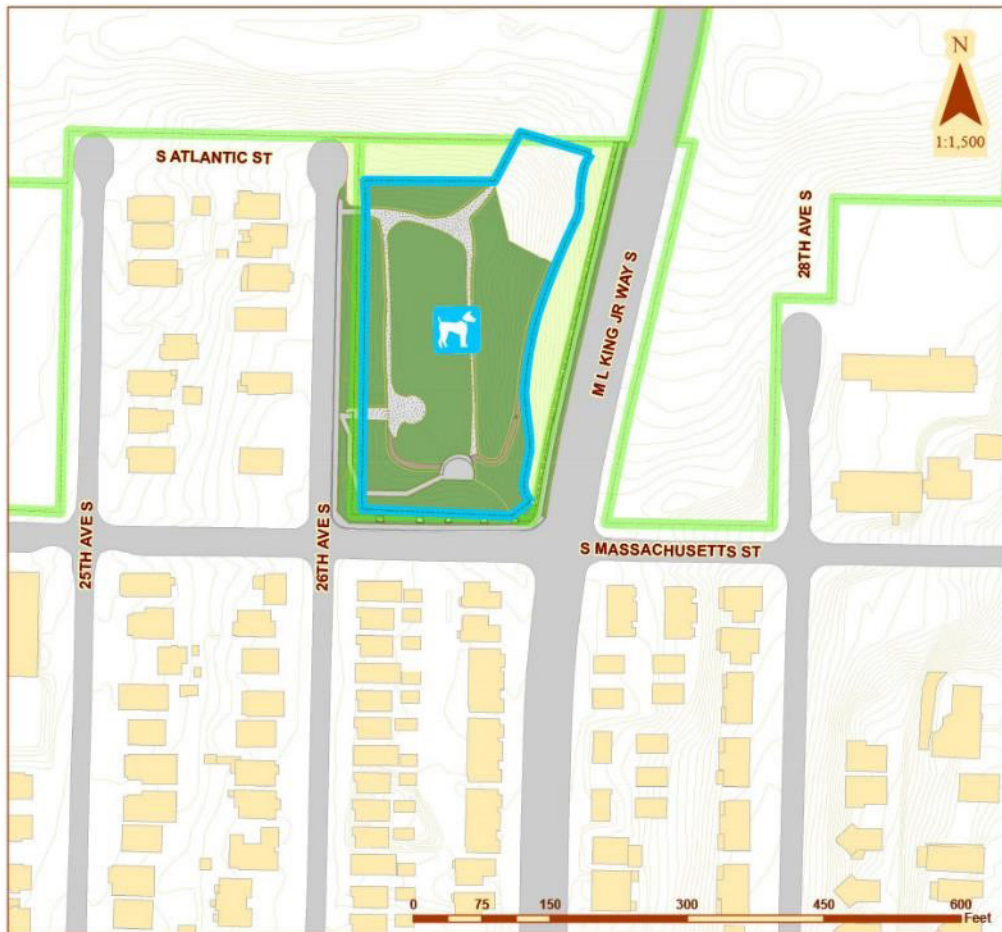 N
1:1,500
S ATLANTIC ST
28TH AVE S
M L KING JR WAY S
25TH AVE S
26TH AVE S
S MASSACHUSETTS ST
0 75 150 300 450 600
Feet